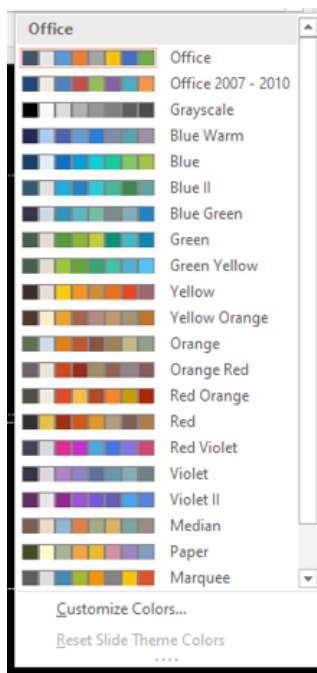 Office
Office
Office 2007 - 2010
Grayscale
Blue Warm
Blue
Blue II
Blue Green
Green
Green Yellow
Yellow
Yellow Orange
Orange
Orange Red
Red Orange
Red
Red Violet
Violet
Violet II
Median
Paper
Marquee
Customize Colors...
Reset Slide Theme Colors